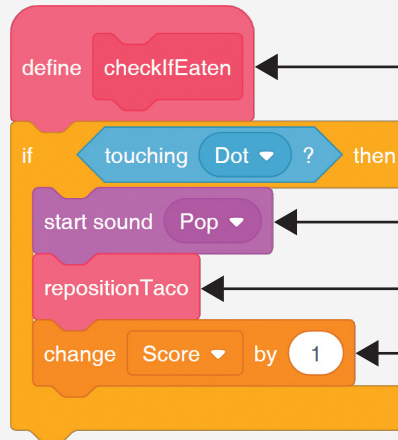 define checkIfEaten
if touching Dot ? then
start sound Pop
repositionTaco
change Score by 1